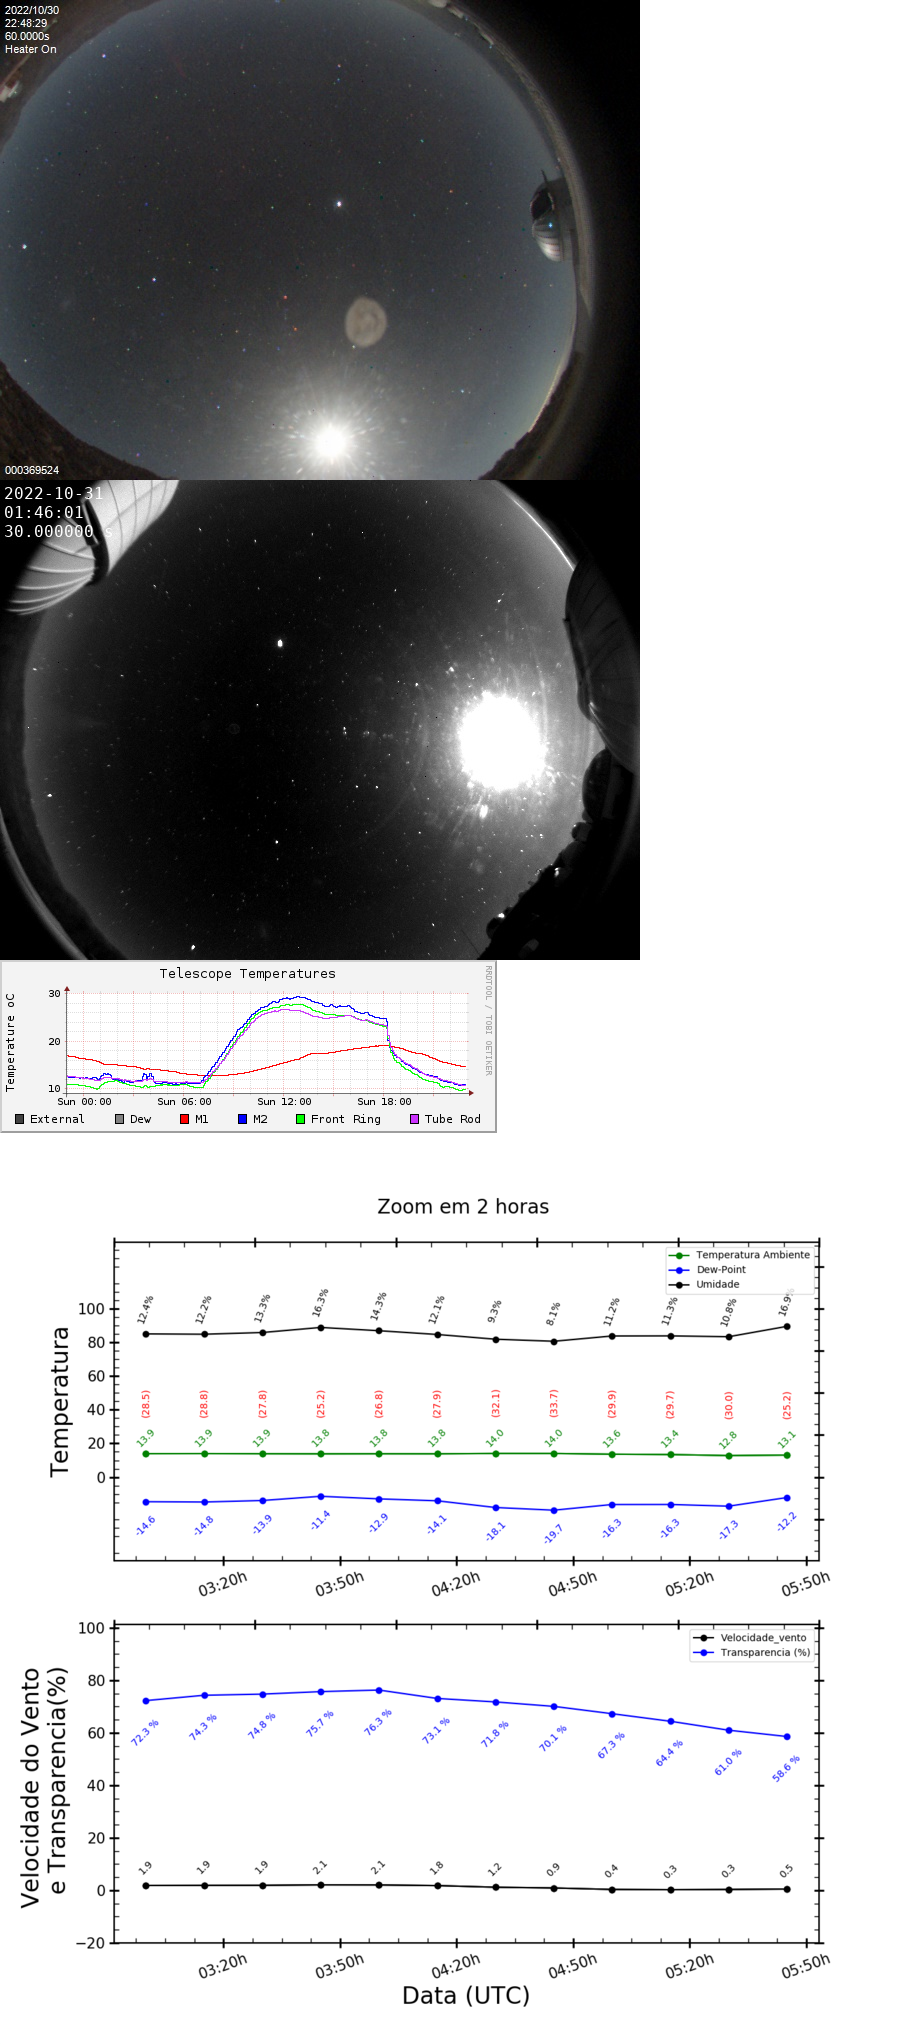 2022/10/30
22:48:29
60.0000s
Heater On
000369524
2022-10-31
01:46:01
30.000000 s
Telescope Temperatures
RRDTOOL / TOBI OETIKER
Temperature oC
30
20
10
Sun 00:00 Sun 06:00 Sun 12:00 Sun 18:00
External Dew M1 M2 Front Ring Tube Rod
Zoom em 2 horas
Temperatura Ambiente
Dew-Point
Umidade
Temperatura
100
80
60
40
20
0
12.4% 12.2% 13.3% 16.3% 14.3% 12.1% 9.3% 8.1% 11.2% 11.3% 10.8% 16.9%
(28.5) (28.8) (27.8) (25.2) (26.8) (27.9) (32.1) (33.7) (29.9) (29.7) (30.0) (25.2)
13.9 13.9 13.9 13.8 13.8 13.8 14.0 14.0 13.6 13.4 12.8 13.1
-14.6 -14.8 -13.9 -11.4 -12.9 -14.1 -18.1 -19.7 -16.3 -16.3 -17.3 -12.2
03:20h 03:50h 04:20h 04:50h 05:20h 05:50h
Velocidade_vento
Transparencia (%)
Velocidade do Vento
e Transparencia(%)
100
80
60
40
20
0
−20
72.3 % 74.3 % 74.8 % 75.7 % 76.3 % 73.1 % 71.8 % 70.1 % 67.3 % 64.4 % 61.0 % 58.6 %
1.9 1.9 1.9 2.1 2.1 1.8 1.2 0.9 0.4 0.3 0.3 0.5
03:20h 03:50h 04:20h 04:50h 05:20h 05:50h
Data (UTC)